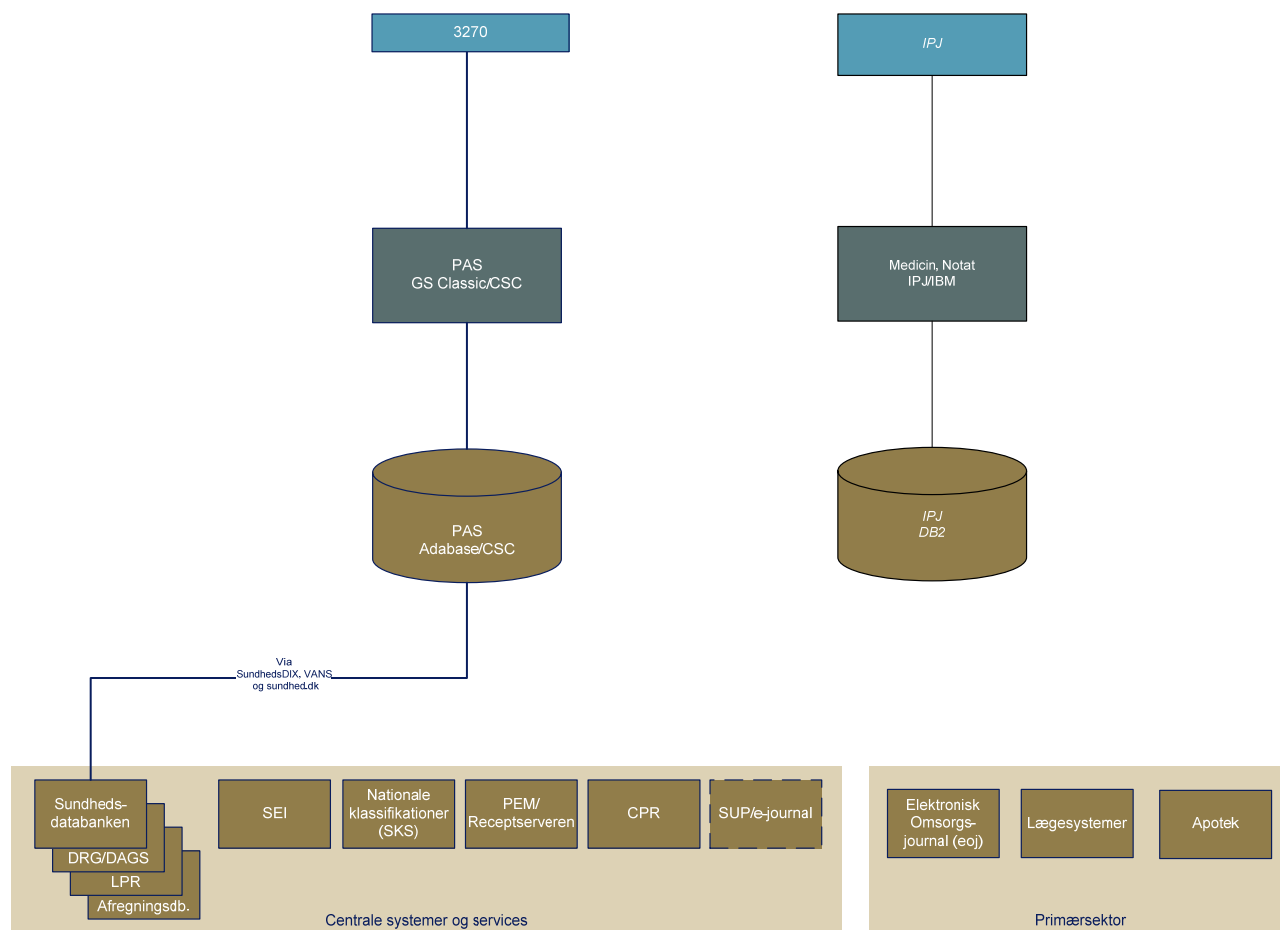 3270
IPJ
PAS
GS Classic/CSC
Medicin, Notat
IPJ/IBM
PAS
Adabase/CSC
IPJ
DB2
Via
SundhedsDIX, VANS
og sundhed.dk
Sundheds-
databanken
DRG/DAGS
LPR
Afregningsdb.
SEI
Nationale
klassifikationer
(SKS)
PEM/
Receptserveren
CPR
SUP/e-journal
Centrale systemer og services
Elektronisk
Omsorgs-
journal (eoj)
Lægesystemer
Apotek
Primærsektor